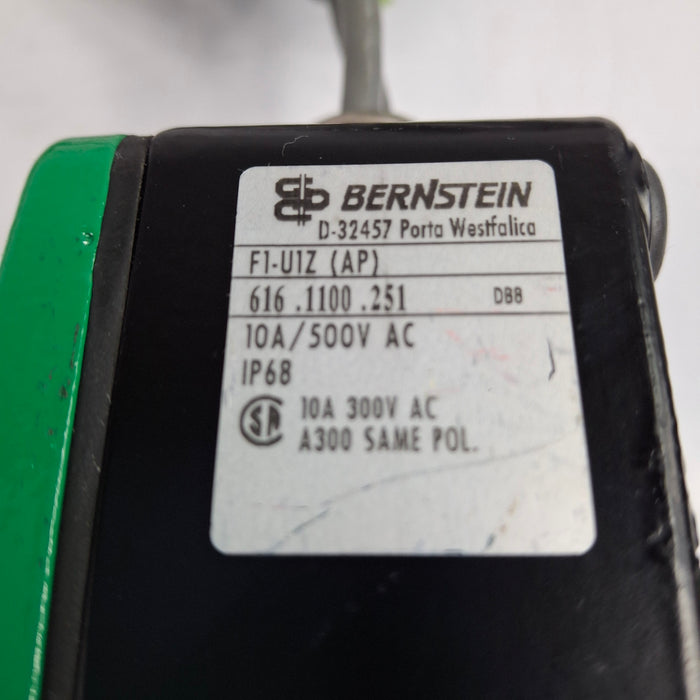 BERNSTEIN
D-32457 Porta Westfalica
F1-U1Z (AP)
616.1100.251 DB8
10A/500V AC
IP68
10A 300V AC
A300 SAME POL.